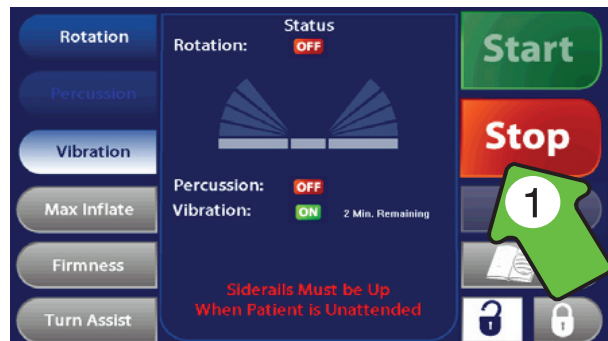 Rotation
Percussion
Vibration
Max Inflate
Firmness
Turn Assist
Status
Rotation: OFF
Percussion: OFF
Vibration: ON 2 Min. Remaining
Siderails Must be Up
When Patient is Unattended
Start
Stop
1